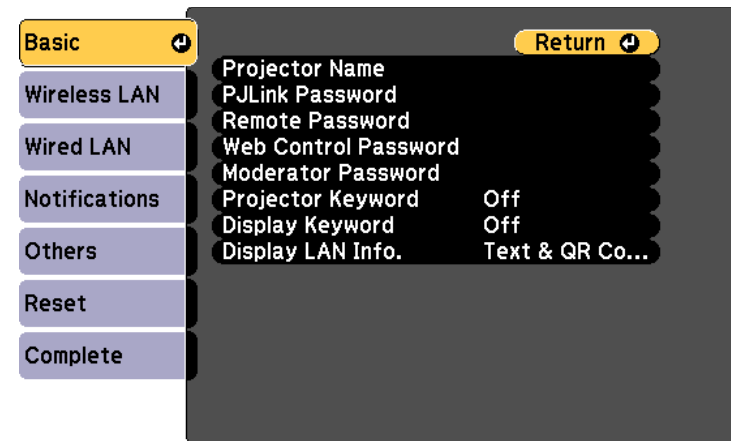 Basic
Wireless LAN
Wired LAN
Notifications
Others
Reset
Complete
Return
Projector Name
PJLink Password
Remote Password
Web Control Password
Moderator Password
Projector Keyword Off
Display Keyword Off
Display LAN Info. Text & QR Co...